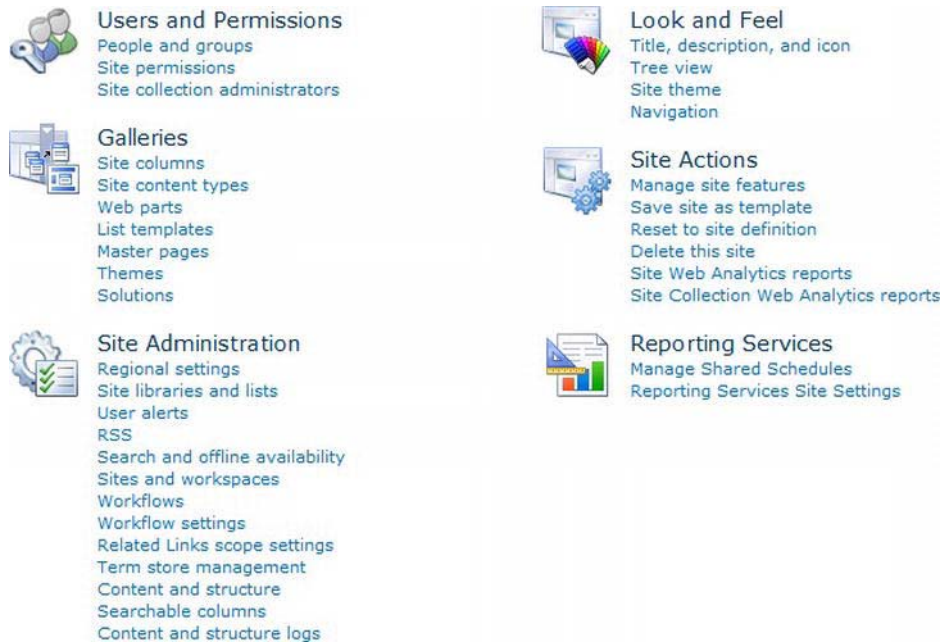 Users and Permissions
People and groups
Site permissions
Site collection administrators
Galleries
Site columns
Site content types
Web parts
List templates
Master pages
Themes
Solutions
Site Administration
Regional settings
Site libraries and lists
User alerts
RSS
Search and offline availability
Sites and workspaces
Workflows
Workflow settings
Related Links scope settings
Term store management
Content and structure
Searchable columns
Content and structure logs
Look and Feel
Title, description, and icon
Tree view
Site theme
Navigation
Site Actions
Manage site features
Save site as template
Reset to site definition
Delete this site
Site Web Analytics reports
Site Collection Web Analytics reports
Reporting Services
Manage Shared Schedules
Reporting Services Site Settings